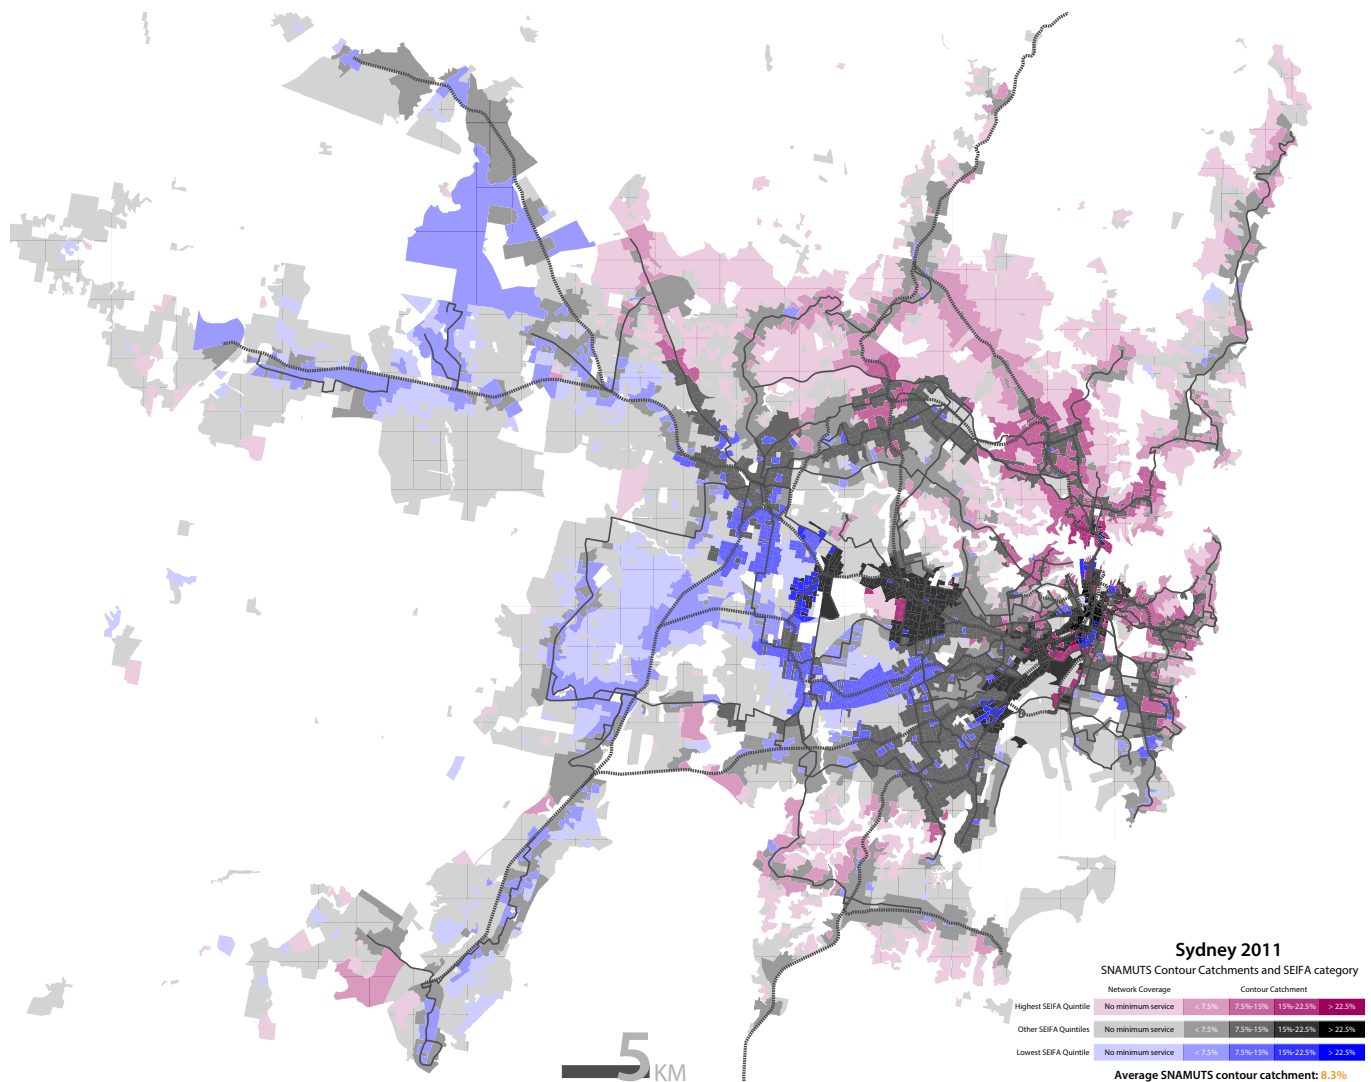 Sydney 2011
SNAMUTS Contour Catchments and SEIFA category
Network Coverage Contour Catchment
Highest SEIFA Quintile No minimum service < 7.5% 7.5%-15% 15%-22.5% > 22.5%
Other SEIFA Quintiles No minimum service < 7.5% 7.5%-15% 15%-22.5% > 22.5%
Lowest SEIFA Quintile No minimum service < 7.5% 7.5%-15% 15%-22.5% > 22.5%
Average SNAMUTS contour catchment: 8.3%
5 KM